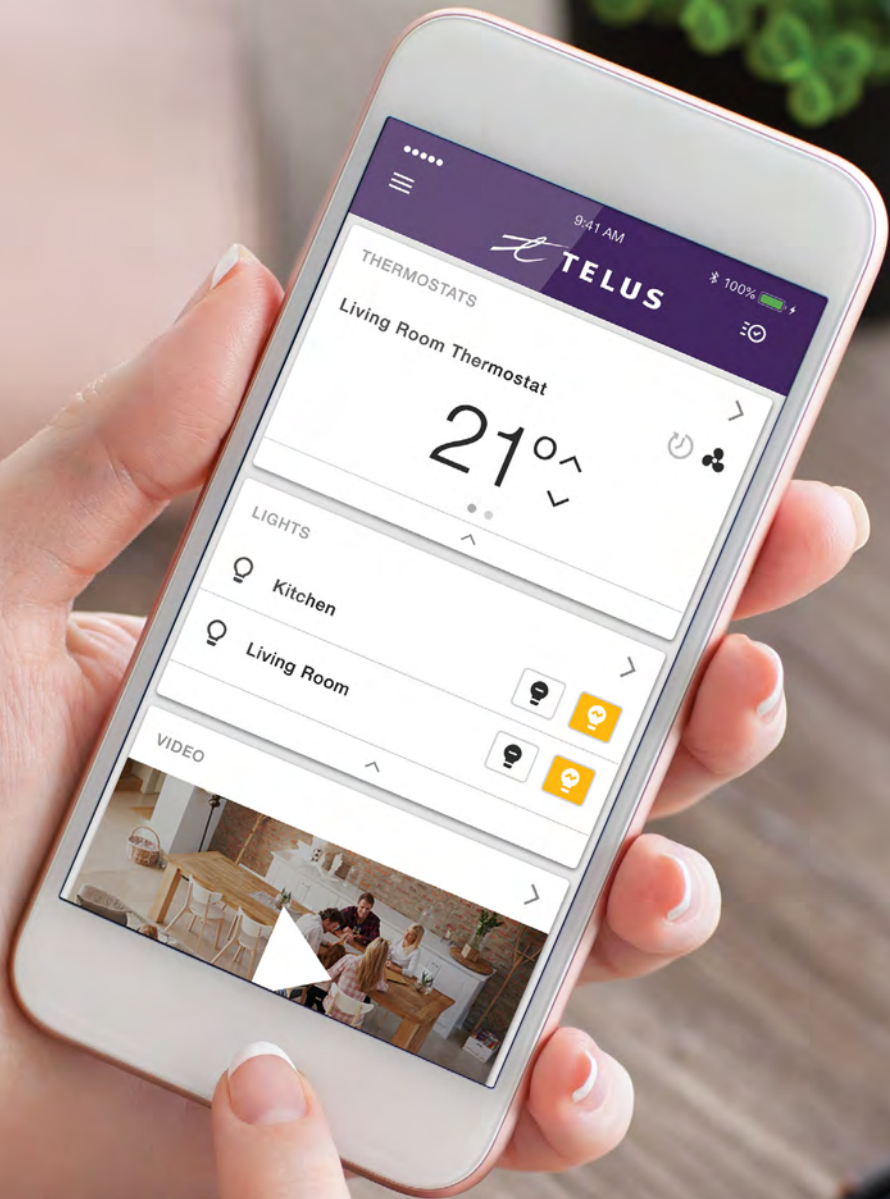 9:41 AM
100%
TELUS
THERMOSTATS
Living Room Thermostat
21°
LIGHTS
Kitchen
Living Room
VIDEO